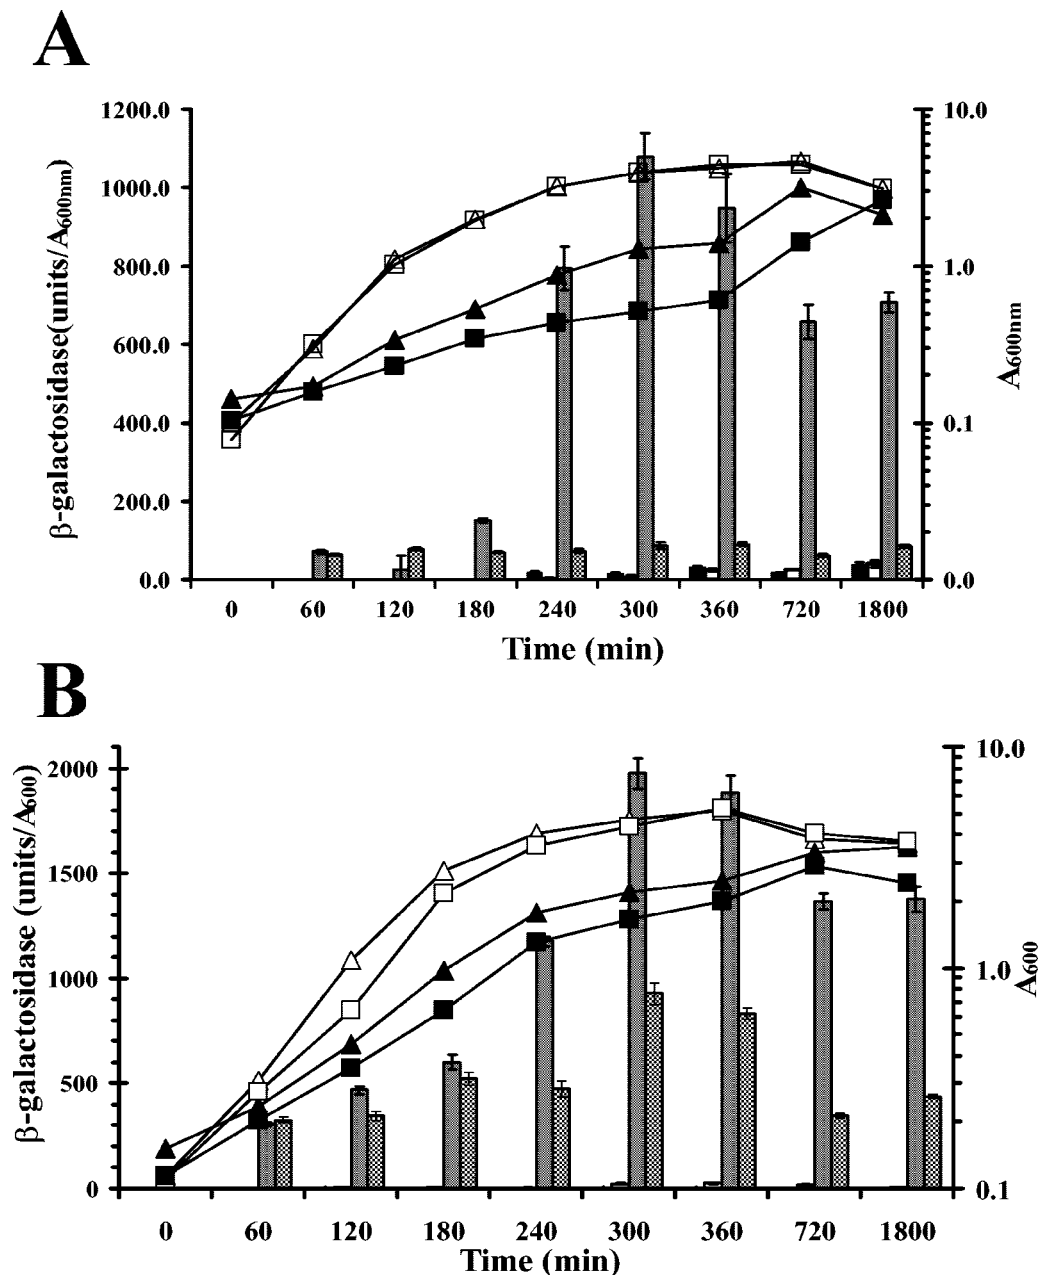 A
1200.0
1000.0
800.0
600.0
400.0
200.0
0.0
β-galactosidase(units/A600nm)
10.0
1.0
0.1
0.0
A600nm
0 60 120 180 240 300 360 720 1800
Time (min)
B
2000
1500
1000
500
0
β-galactosidase (units/A600)
10.0
1.0
0.1
A600
0 60 120 180 240 300 360 720 1800
Time (min)